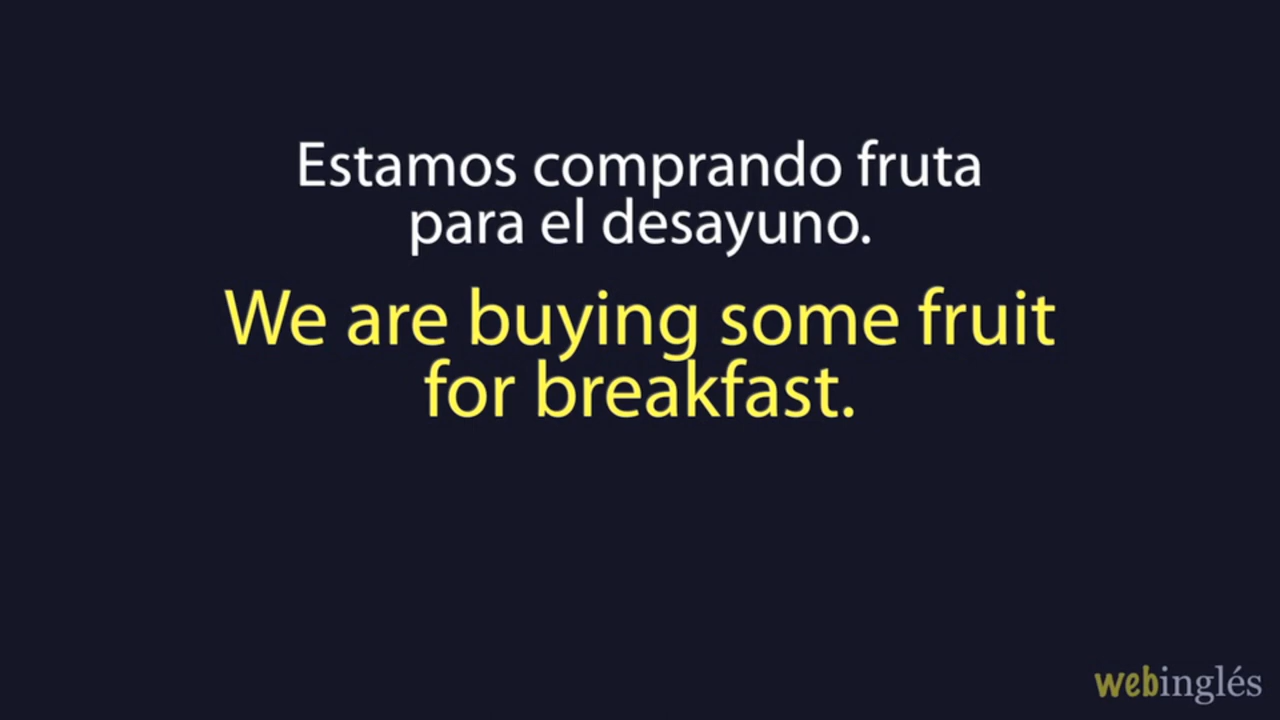 Estamos comprando fruta
para el desayuno.
We are buying some fruit
for breakfast.
webinglés